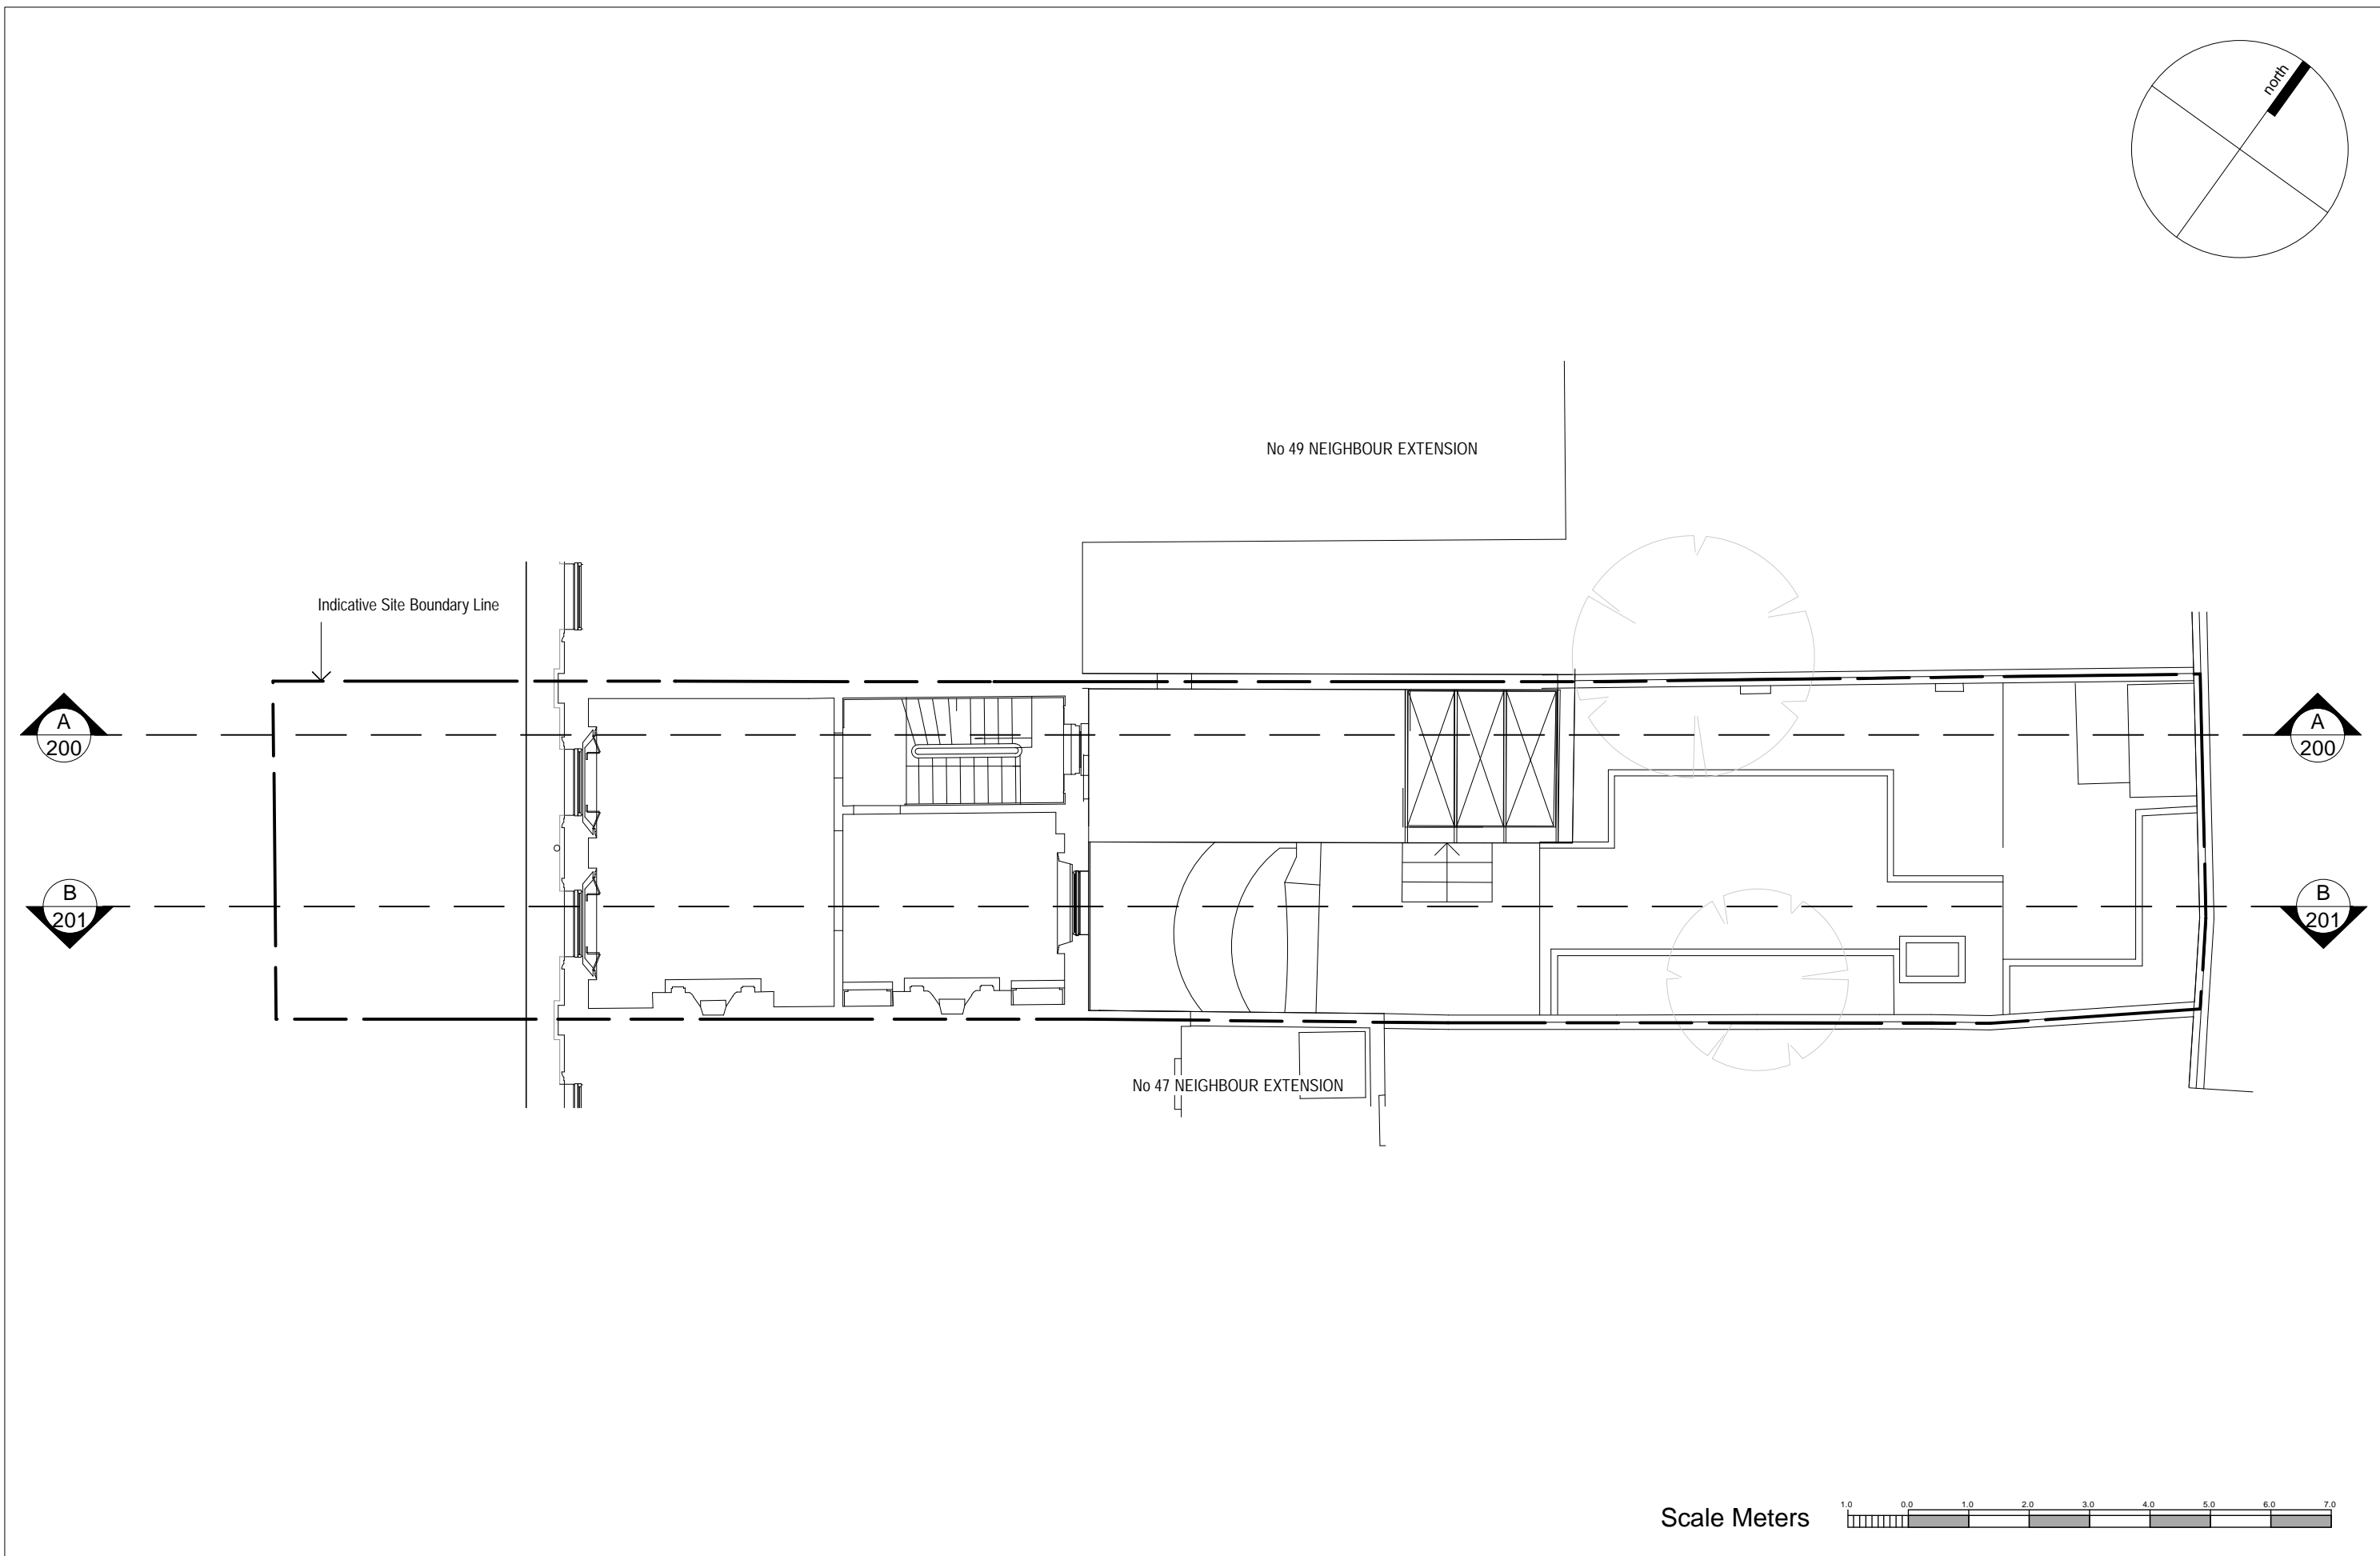 north
No 49 NEIGHBOUR EXTENSION
Indicative Site Boundary Line
A
200
A
200
B
201
B
201
No 47 NEIGHBOUR EXTENSION
Scale Meters
1.0 0.0 1.0 2.0 3.0 4.0 5.0 6.0 7.0